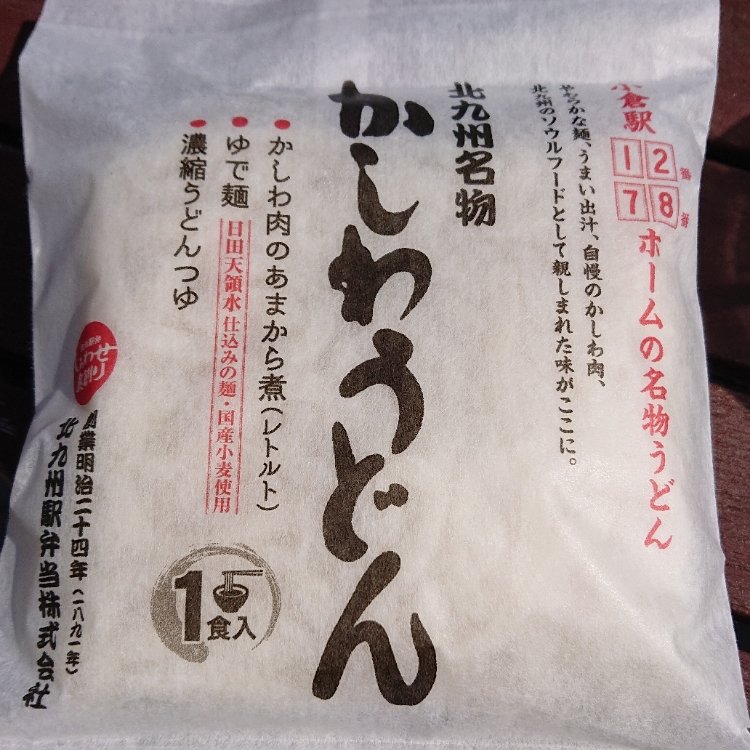 小倉駅
1 2番
7 8番
ホームの名物うどん
やわらかな麺、うまい出汁、自慢のかしわ肉、
北九州のソウルフードとして親しまれた味がここに。
北九州名物
かしわうどん
●かしわ肉のあまから煮(レトルト)
●ゆで麺
日田天領水仕込みの麺・国産小麦使用
●濃縮うどんつゆ
1食入
創業明治二十四年(一八九一年)
北九州駅弁当株式会社